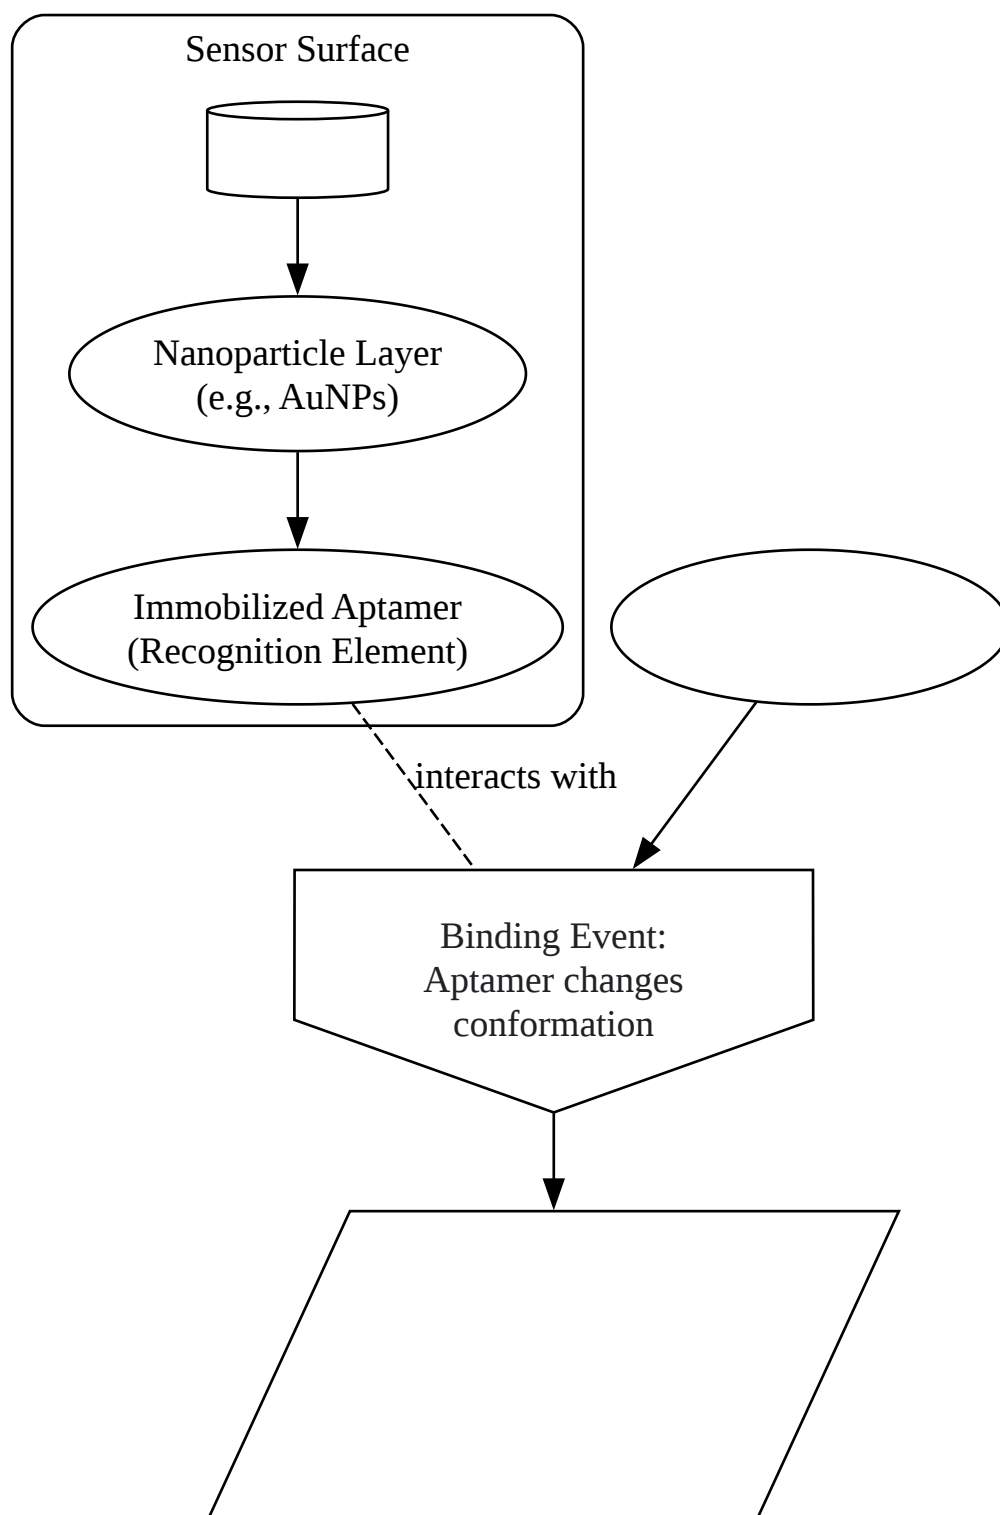 Sensor Surface
Nanoparticle Layer
(e.g., AuNPs)
Immobilized Aptamer
(Recognition Element)
interacts with
Binding Event:
Aptamer changes
conformation